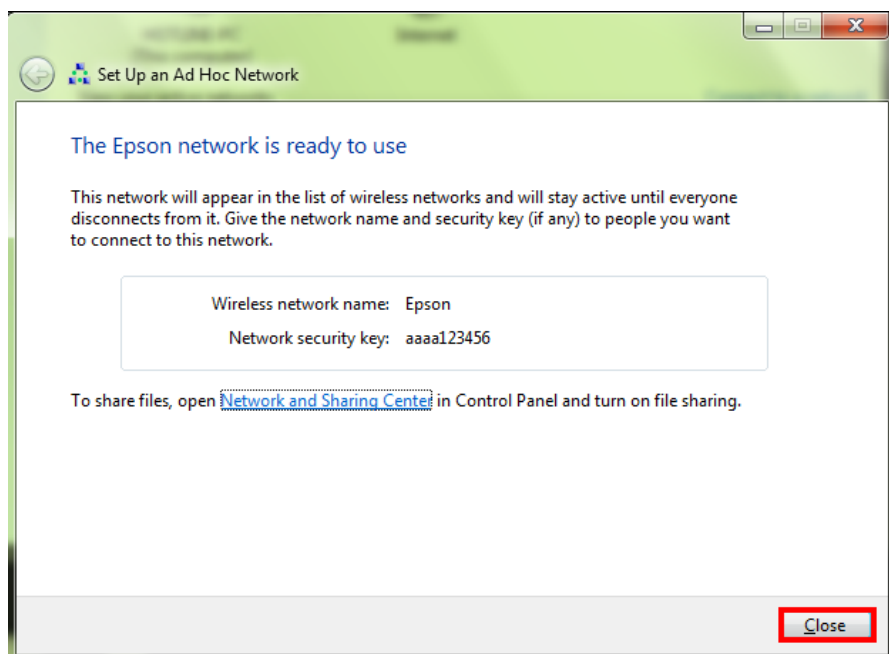 Set Up an Ad Hoc Network
The Epson network is ready to use
This network will appear in the list of wireless networks and will stay active until everyone
disconnects from it. Give the network name and security key (if any) to people you want
to connect to this network.
Wireless network name: Epson
Network security key: aaaa123456
To share files, open Network and Sharing Center in Control Panel and turn on file sharing.
Close